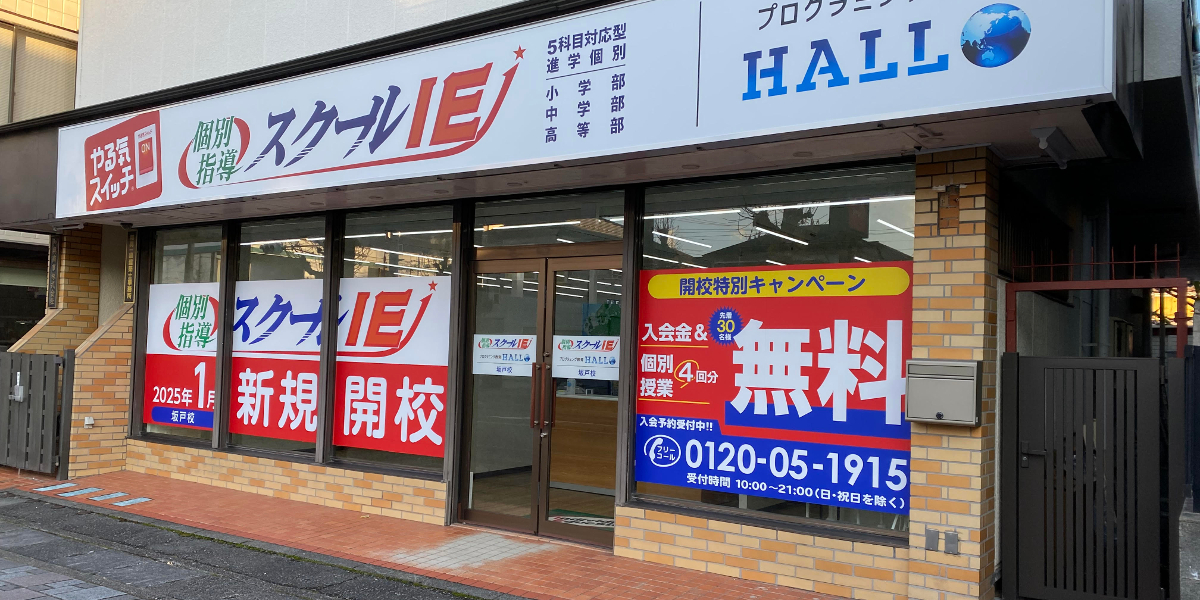 やる気
スイッチ
ON
個別
指導
スクールIE
5科目対応型
進学個別
小学部
中学部
高等部
プログラミング
HALLO
個別
指導
スクールIE
2025年1月
坂戸校
新規開校
スクールIE
HALLO
坂戸校
スクールIE
HALLO
坂戸校
開校特別キャンペーン
入会金&
先着
30
名様
個別
授業
4回分
無料
入会予約受付中!!
フリー
コール
0120-05-1915
受付時間 10:00~21:00(日・祝日を除く)